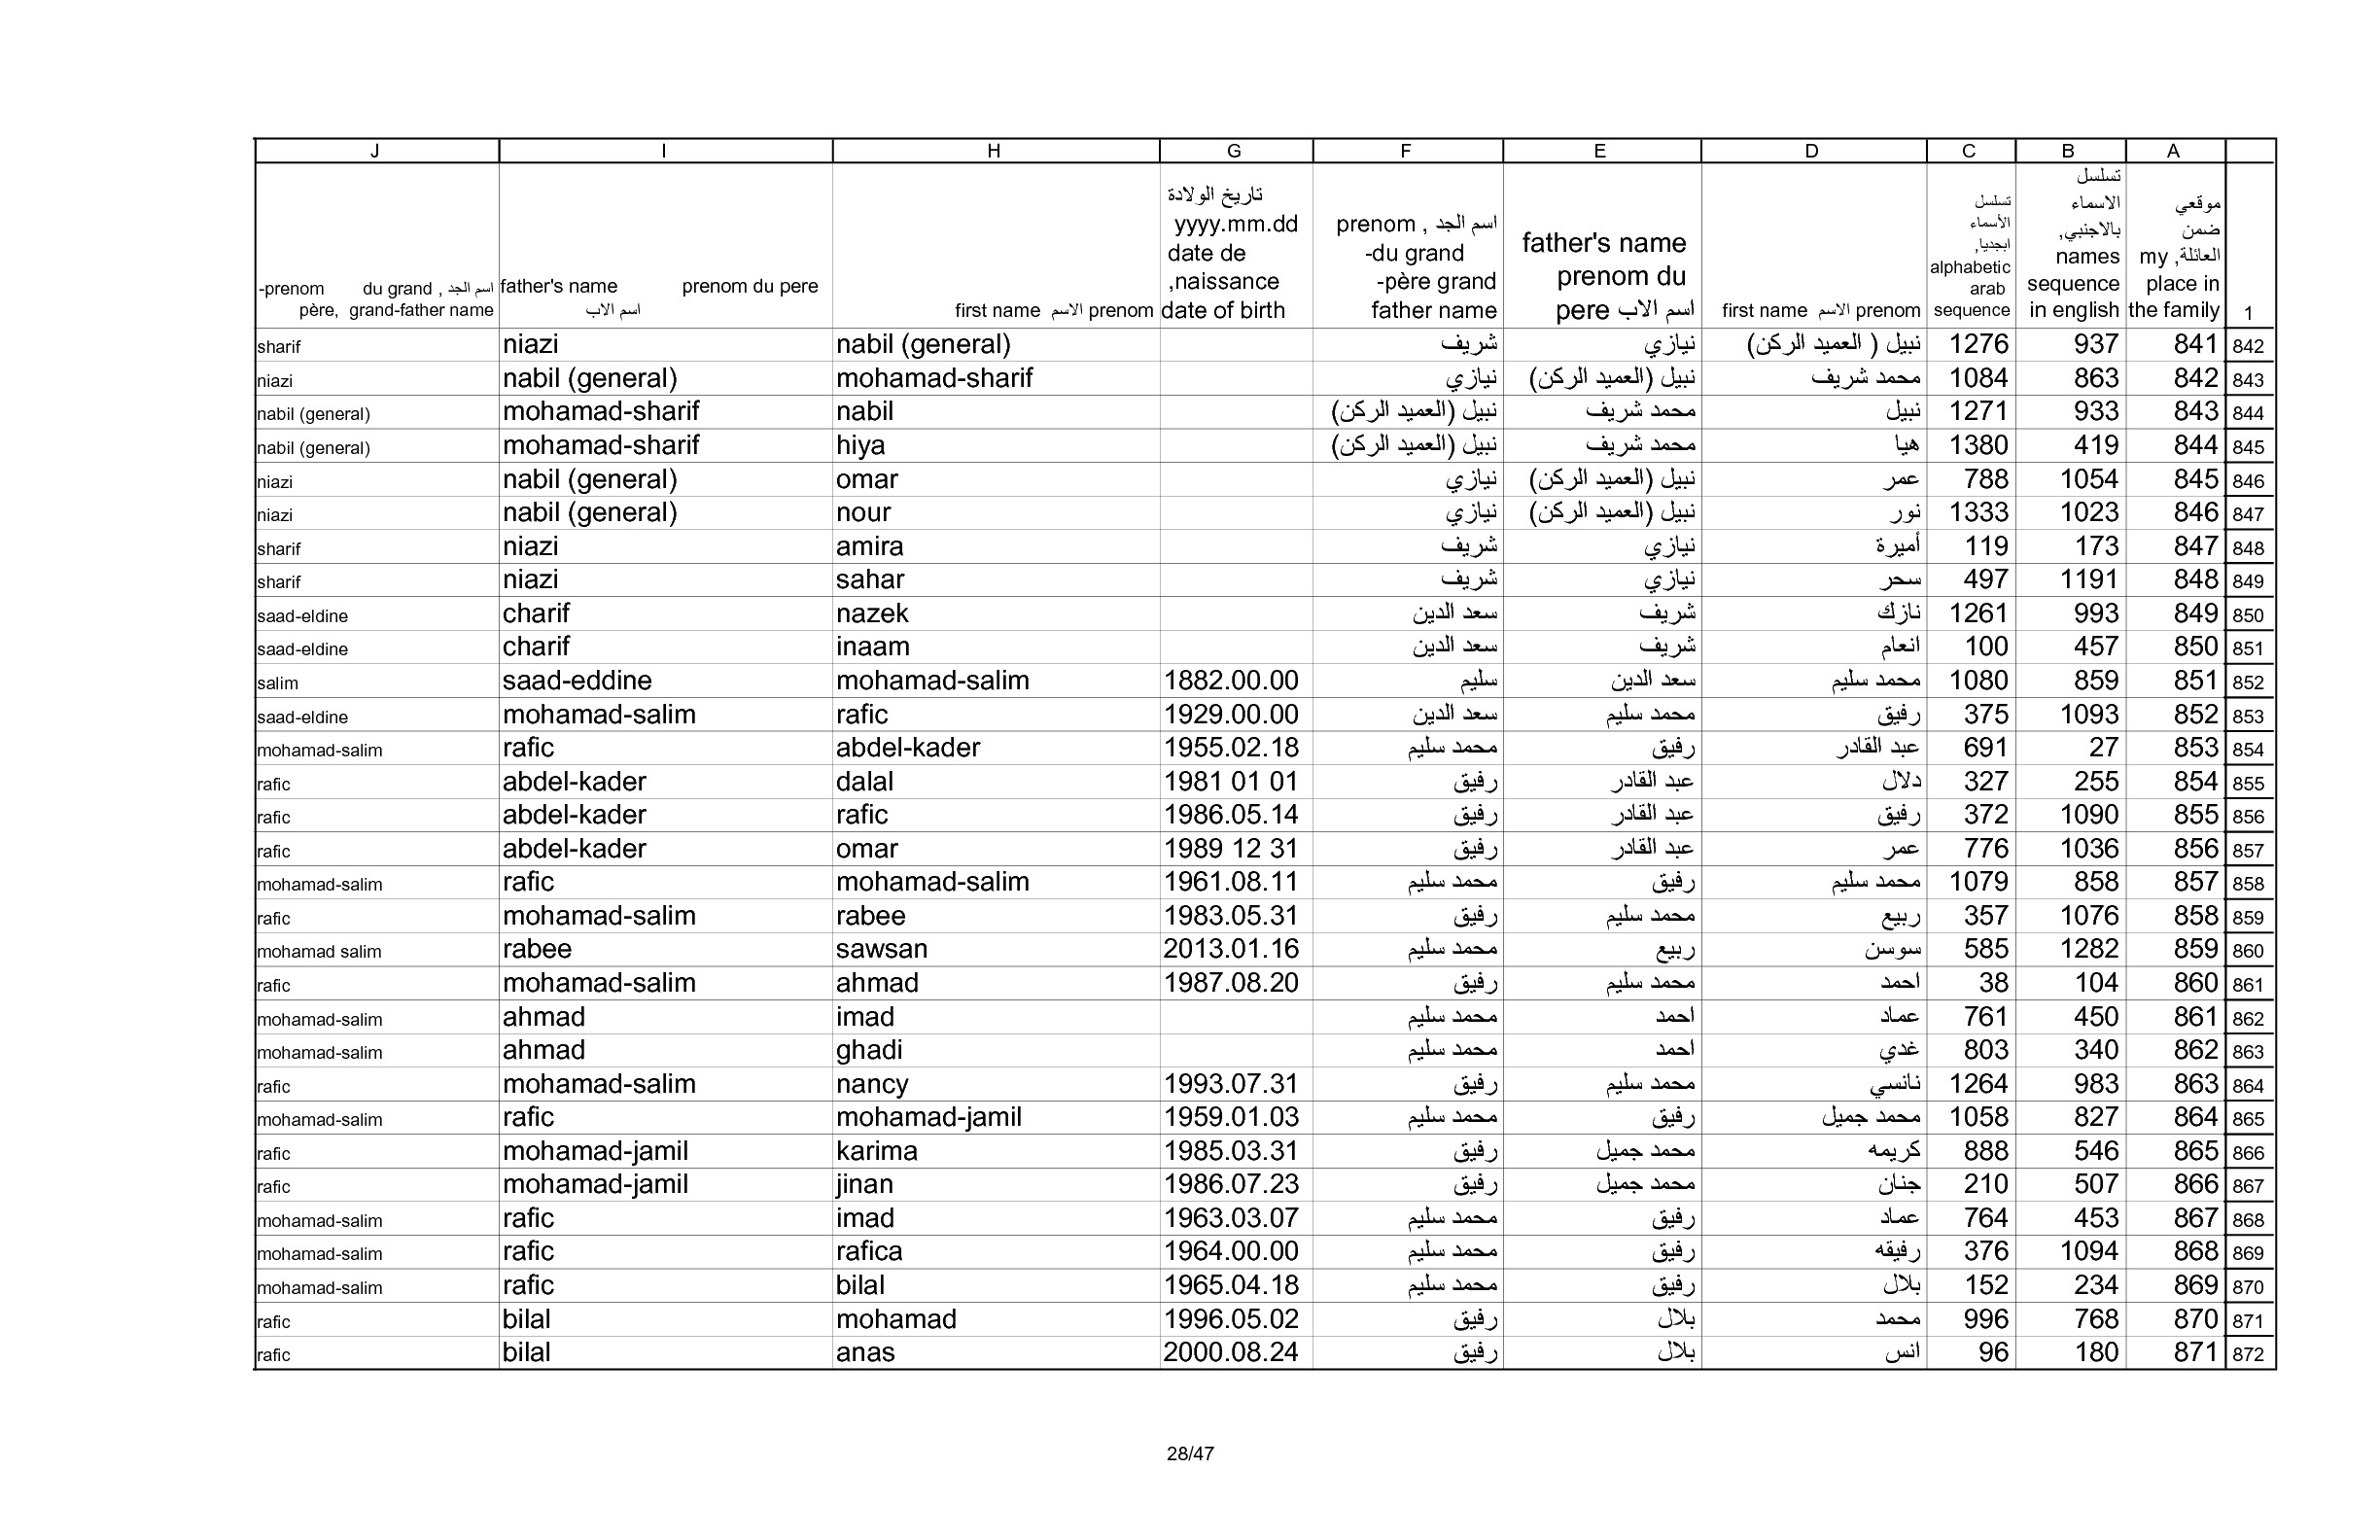 J I H G F E D C B A
-prenom du grand , اسم الجد père, grand-father name
father's name prenom du pere اسم الاب
first name الاسم prenom
تاريخ الولادة yyyy.mm.dd date de naissance, date of birth
prenom , اسم الجد -du grand -père grand father name
father's name prenom du pere اسم الاب
first name الاسم prenom
تسلسل الأسماء ابجديا, alphabetic arab sequence
تسلسل الاسماء بالاجنبي, names sequence in english
موقعي ضمن العائلة, my place in the family
1
sharif niazi nabil (general) شريف نيازي نبيل ( العميد الركن) 1276 937 841 842
niazi nabil (general) mohamad-sharif نيازي نبيل (العميد الركن) محمد شريف 1084 863 842 843
nabil (general) mohamad-sharif nabil نبيل (العميد الركن) محمد شريف نبيل 1271 933 843 844
nabil (general) mohamad-sharif hiya نبيل (العميد الركن) محمد شريف هيا 1380 419 844 845
niazi nabil (general) omar نيازي نبيل (العميد الركن) عمر 788 1054 845 846
niazi nabil (general) nour نيازي نبيل (العميد الركن) نور 1333 1023 846 847
sharif niazi amira شريف نيازي أميرة 119 173 847 848
sharif niazi sahar شريف نيازي سحر 497 1191 848 849
saad-eldine charif nazek سعد الدين شريف نازك 1261 993 849 850
saad-eldine charif inaam سعد الدين شريف انعام 100 457 850 851
salim saad-eddine mohamad-salim 1882.00.00 سليم سعد الدين محمد سليم 1080 859 851 852
saad-eldine mohamad-salim rafic 1929.00.00 سعد الدين محمد سليم رفيق 375 1093 852 853
mohamad-salim rafic abdel-kader 1955.02.18 محمد سليم رفيق عبد القادر 691 27 853 854
rafic abdel-kader dalal 1981 01 01 رفيق عبد القادر دلال 327 255 854 855
rafic abdel-kader rafic 1986.05.14 رفيق عبد القادر رفيق 372 1090 855 856
rafic abdel-kader omar 1989 12 31 رفيق عبد القادر عمر 776 1036 856 857
mohamad-salim rafic mohamad-salim 1961.08.11 محمد سليم رفيق محمد سليم 1079 858 857 858
rafic mohamad-salim rabee 1983.05.31 رفيق محمد سليم ربيع 357 1076 858 859
mohamad salim rabee sawsan 2013.01.16 محمد سليم ربيع سوسن 585 1282 859 860
rafic mohamad-salim ahmad 1987.08.20 رفيق محمد سليم احمد 38 104 860 861
mohamad-salim ahmad imad محمد سليم احمد عماد 761 450 861 862
mohamad-salim ahmad ghadi محمد سليم احمد غدي 803 340 862 863
rafic mohamad-salim nancy 1993.07.31 رفيق محمد سليم نانسي 1264 983 863 864
mohamad-salim rafic mohamad-jamil 1959.01.03 محمد سليم رفيق محمد جميل 1058 827 864 865
rafic mohamad-jamil karima 1985.03.31 رفيق محمد جميل كريمه 888 546 865 866
rafic mohamad-jamil jinan 1986.07.23 رفيق محمد جميل جنان 210 507 866 867
mohamad-salim rafic imad 1963.03.07 محمد سليم رفيق عماد 764 453 867 868
mohamad-salim rafic rafica 1964.00.00 محمد سليم رفيق رفيقه 376 1094 868 869
mohamad-salim rafic bilal 1965.04.18 محمد سليم رفيق بلال 152 234 869 870
rafic bilal mohamad 1996.05.02 رفيق بلال محمد 996 768 870 871
rafic bilal anas 2000.08.24 رفيق بلال انس 96 180 871 872
28/47